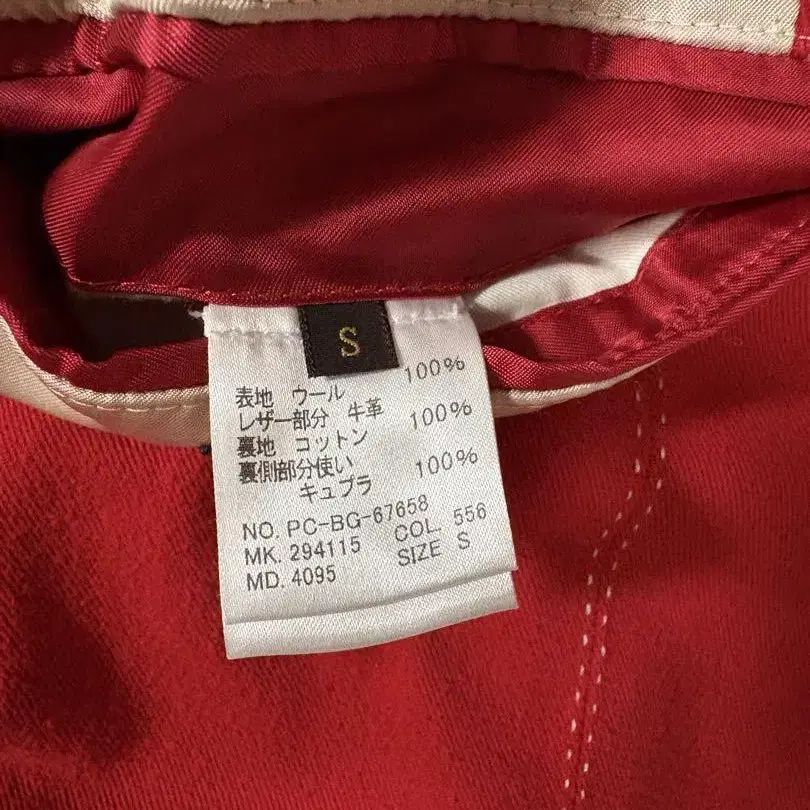 S
表地 ウール 100%
レザー部分 牛革 100%
裏地 コットン
裏側部分使い 100%
キュプラ
NO. PC-BG-67658
MK. 294115 COL. 556
MD. 4095 SIZE S